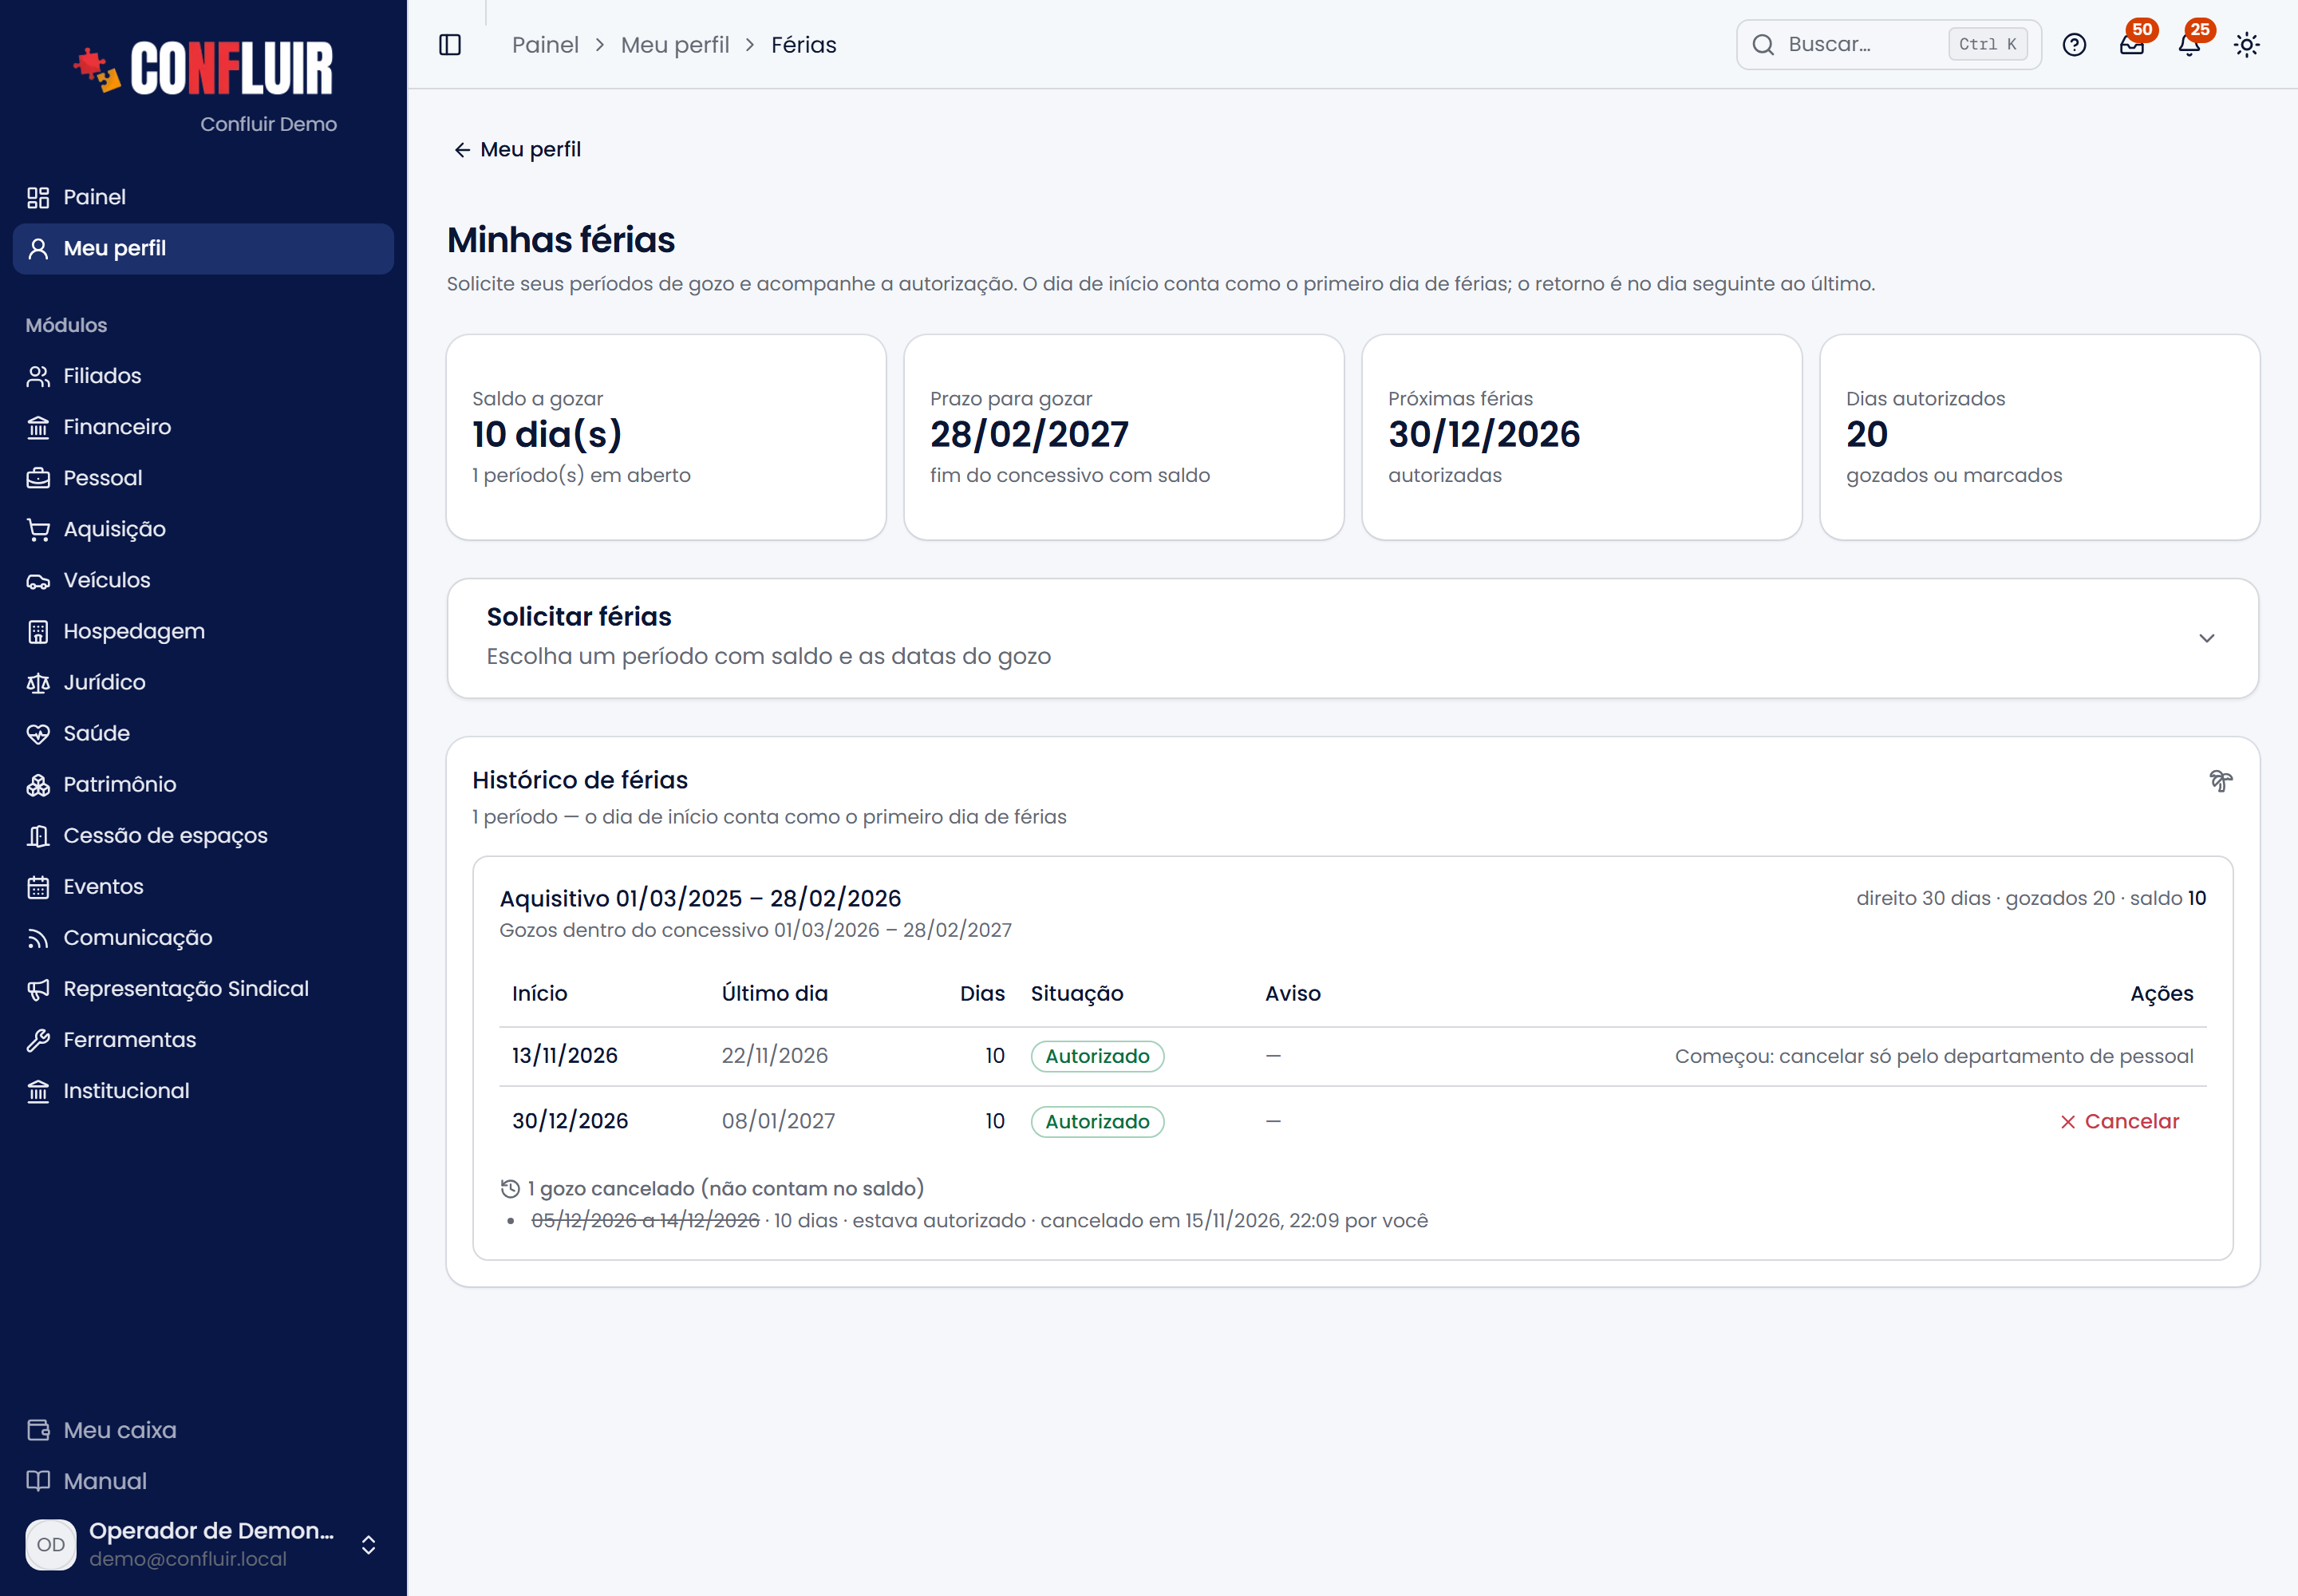 CONFLUIR
Confluir Demo
Painel
Meu perfil
Módulos
Filiados
Financeiro
Pessoal
Aquisição
Veículos
Hospedagem
Jurídico
Saúde
Patrimônio
Cessão de espaços
Eventos
Comunicação
Representação Sindical
Ferramentas
Institucional
Meu caixa
Manual
OD
Operador de Demon...
demo@confluir.local
Painel > Meu perfil > Férias
Buscar... Ctrl K
50
25
← Meu perfil
Minhas férias
Solicite seus períodos de gozo e acompanhe a autorização. O dia de início conta como o primeiro dia de férias; o retorno é no dia seguinte ao último.
Saldo a gozar
10 dia(s)
1 período(s) em aberto
Prazo para gozar
28/02/2027
fim do concessivo com saldo
Próximas férias
30/12/2026
autorizadas
Dias autorizados
20
gozados ou marcados
Solicitar férias
Escolha um período com saldo e as datas do gozo
Histórico de férias
1 período — o dia de início conta como o primeiro dia de férias
Aquisitivo 01/03/2025 – 28/02/2026
direito 30 dias · gozados 20 · saldo 10
Gozos dentro do concessivo 01/03/2026 – 28/02/2027
Início Último dia Dias Situação Aviso Ações
13/11/2026 22/11/2026 10 Autorizado — Começou: cancelar só pelo departamento de pessoal
30/12/2026 08/01/2027 10 Autorizado — × Cancelar
1 gozo cancelado (não contam no saldo)
• 05/12/2026 a 14/12/2026 · 10 dias · estava autorizado · cancelado em 15/11/2026, 22:09 por você